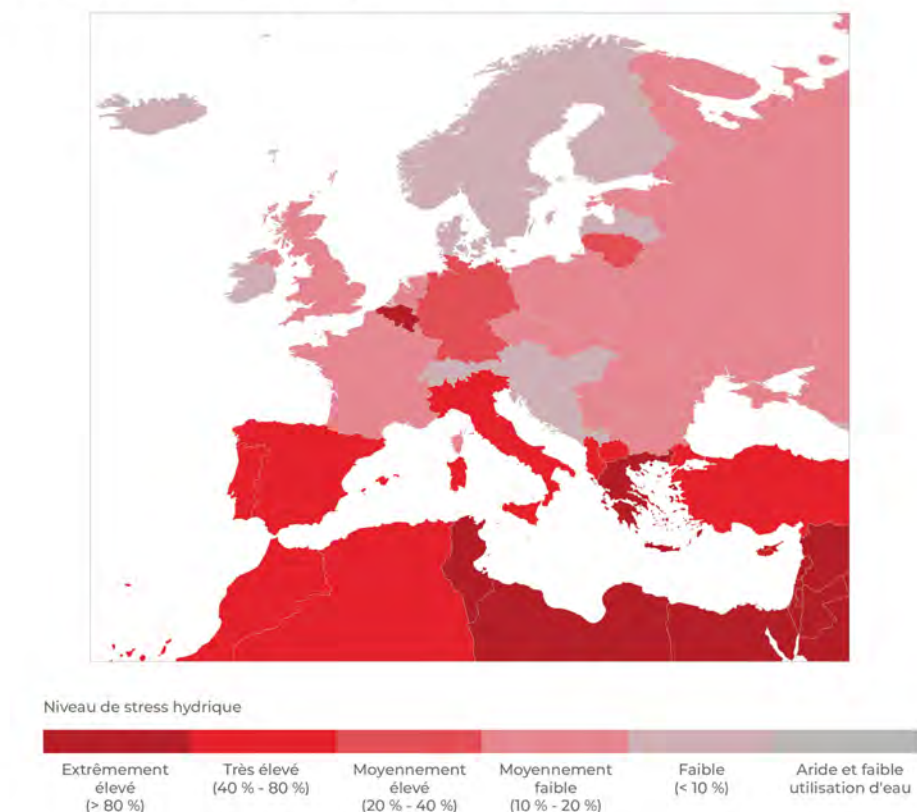 Niveau de stress hydrique
Extrêmement
élevé
(> 80 %)
Très élevé
(40 % - 80 %)
Moyennement
élevé
(20 % - 40 %)
Moyennement
faible
(10 % - 20 %)
Faible
(< 10 %)
Aride et faible
utilisation d'eau